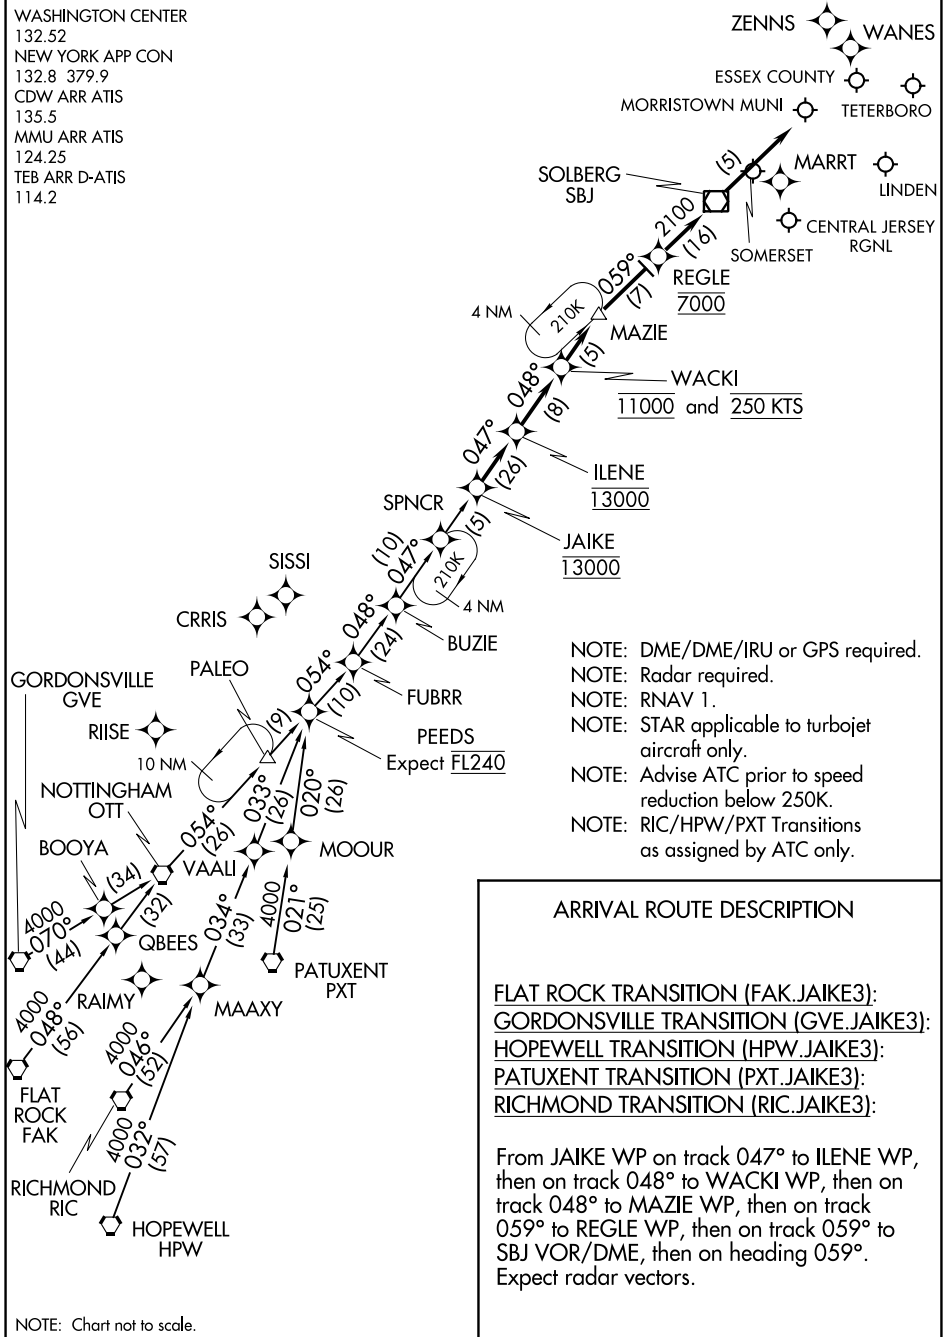 WASHINGTON CENTER
132.52
NEW YORK APP CON
132.8 379.9
CDW ARR ATIS
135.5
MMU ARR ATIS
124.25
TEB ARR D-ATIS
114.2
ZENNS
WANES
ESSEX COUNTY
TETERBORO
MORRISTOWN MUNI
SOLBERG
SBJ
(5)
MARRT
LINDEN
CENTRAL JERSEY
RGNL
SOMERSET
2100
(16)
REGLE
7000
059°
(7)
4 NM
210K
MAZIE
(5)
WACKI
11000 and 250 KTS
048°
(8)
ILENE
13000
047°
(26)
SPNCR
(5)
JAIKE
13000
(10)
047°
210K
4 NM
SISSI
CRRIS
048°
(24)
BUZIE
PALEO
054°
(10)
FUBRR
GORDONSVILLE
GVE
RIISE
(9)
PEEDS
Expect FL240
10 NM
NOTTINGHAM
OTT
054°
(26)
033°
(26)
020°
(26)
BOOYA
VAALI
MOOUR
(34)
(32)
4000
070°
(44)
QBEES
034°
(33)
4000
021°
(25)
PATUXENT
PXT
RAIMY
MAAXY
4000
048°
(56)
4000
046°
(52)
FLAT
ROCK
FAK
4000
032°
(57)
RICHMOND
RIC
HOPEWELL
HPW
NOTE: DME/DME/IRU or GPS required.
NOTE: Radar required.
NOTE: RNAV 1.
NOTE: STAR applicable to turbojet
aircraft only.
NOTE: Advise ATC prior to speed
reduction below 250K.
NOTE: RIC/HPW/PXT Transitions
as assigned by ATC only.
ARRIVAL ROUTE DESCRIPTION
FLAT ROCK TRANSITION (FAK.JAIKE3):
GORDONSVILLE TRANSITION (GVE.JAIKE3):
HOPEWELL TRANSITION (HPW.JAIKE3):
PATUXENT TRANSITION (PXT.JAIKE3):
RICHMOND TRANSITION (RIC.JAIKE3):
From JAIKE WP on track 047° to ILENE WP,
then on track 048° to WACKI WP, then on
track 048° to MAZIE WP, then on track
059° to REGLE WP, then on track 059° to
SBJ VOR/DME, then on heading 059°.
Expect radar vectors.
NOTE: Chart not to scale.